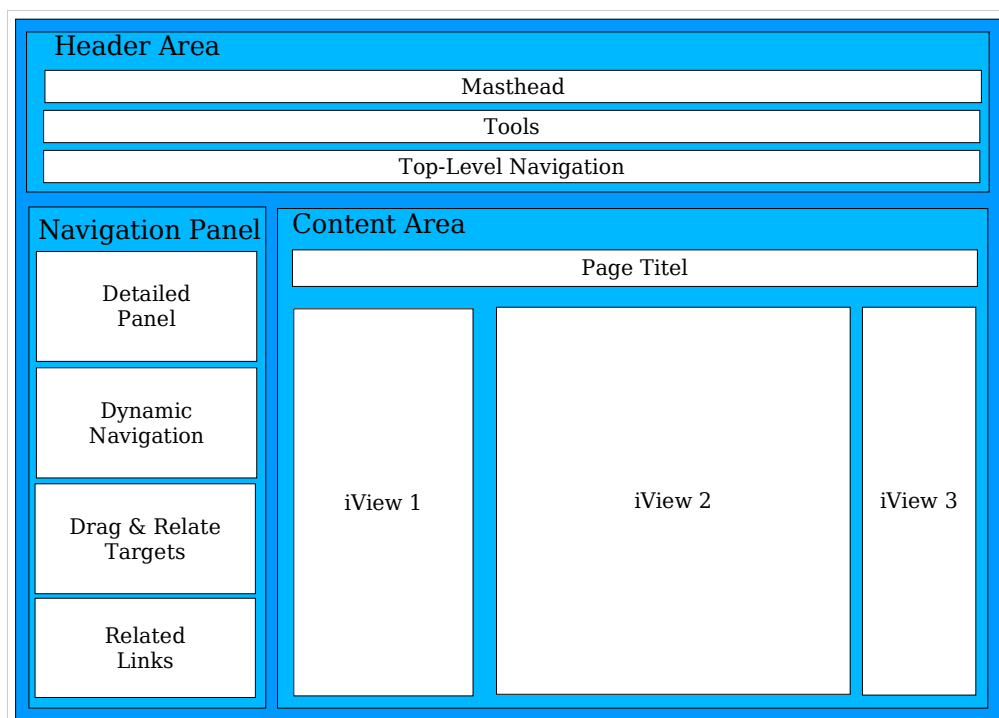 Header Area
Masthead
Tools
Top-Level Navigation
Navigation Panel
Detailed
Panel
Dynamic
Navigation
Drag & Relate
Targets
Related
Links
Content Area
Page Titel
iView 1
iView 2
iView 3